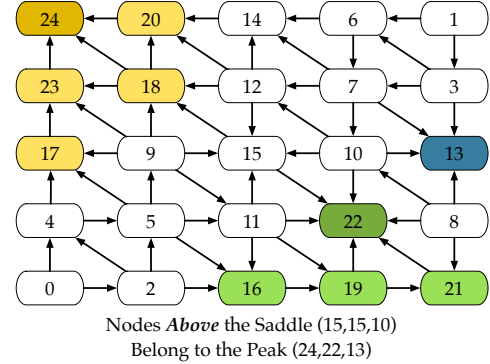 24 20 14 6 1
23 18 12 7 3
17 9 15 10 13
4 5 11 22 8
0 2 16 19 21
Nodes Above the Saddle (15,15,10)
Belong to the Peak (24,22,13)